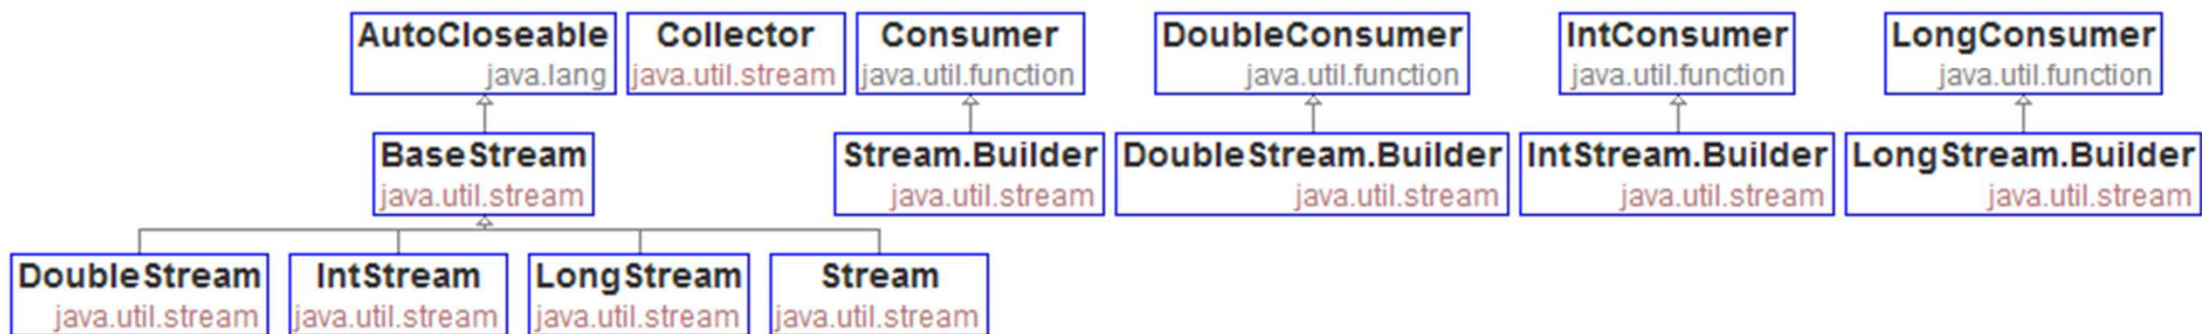 AutoCloseable Collector Consumer DoubleConsumer IntConsumer LongConsumer
java.lang java.util.stream java.util.function java.util.function java.util.function java.util.function
BaseStream Stream.Builder DoubleStream.Builder IntStream.Builder LongStream.Builder
java.util.stream java.util.stream java.util.stream java.util.stream java.util.stream
DoubleStream IntStream LongStream Stream
java.util.stream java.util.stream java.util.stream java.util.stream